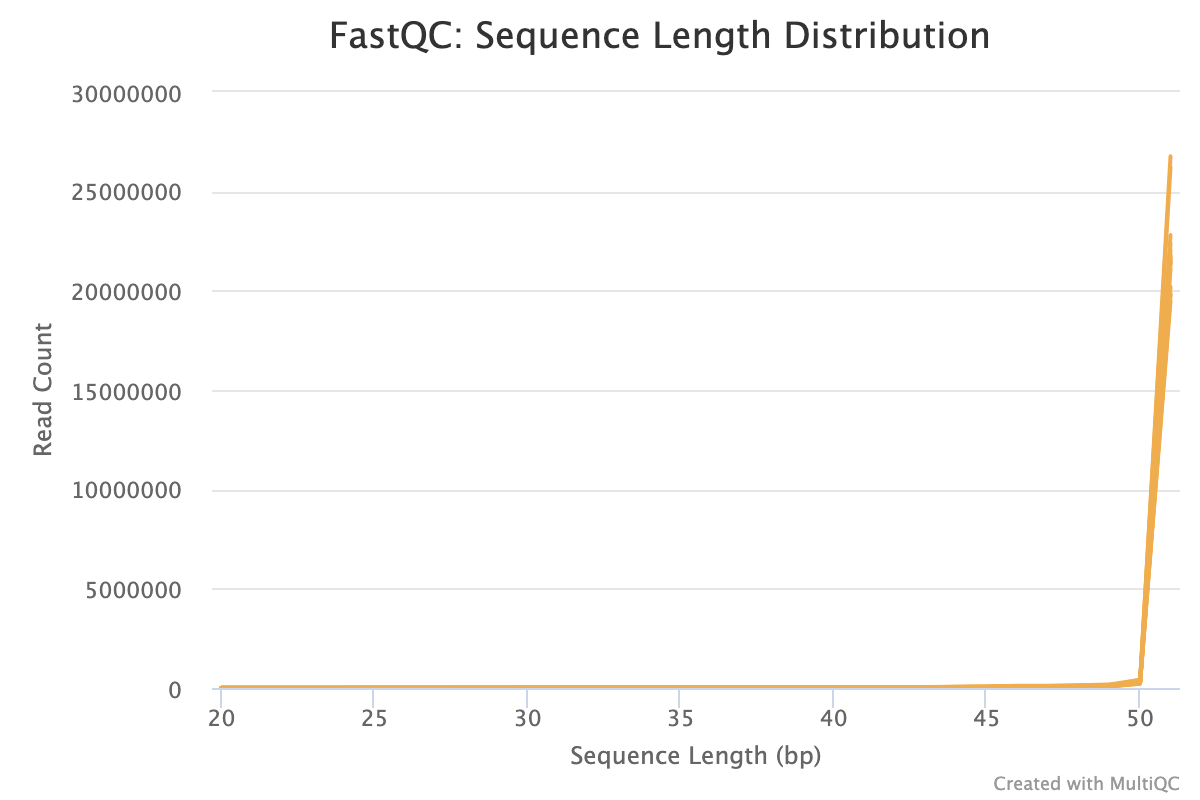 FastQC: Sequence Length Distribution
30000000
25000000
20000000
15000000
10000000
5000000
0
Read Count
20 25 30 35 40 45 50
Sequence Length (bp)
Created with MultiQC